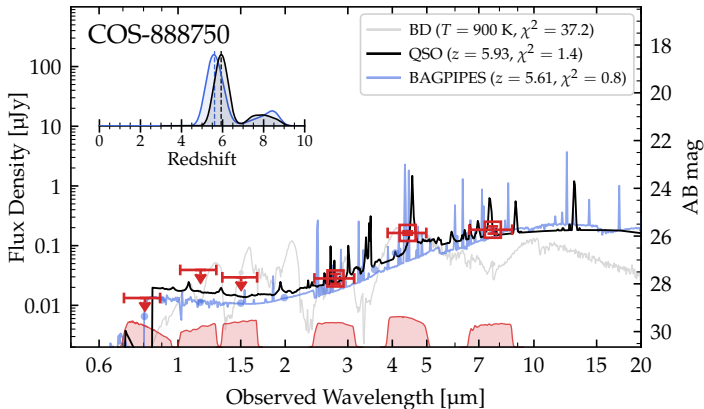 COS-888750
BD (T = 900 K, χ² = 37.2)
QSO (z = 5.93, χ² = 1.4)
BAGPIPES (z = 5.61, χ² = 0.8)
0 2 4 6 8 10
Redshift
Flux Density [μJy]
100
10
1
0.1
0.01
AB mag
18
20
22
24
26
28
30
0.6 1 1.5 2 3 4 5 10 15 20
Observed Wavelength [μm]